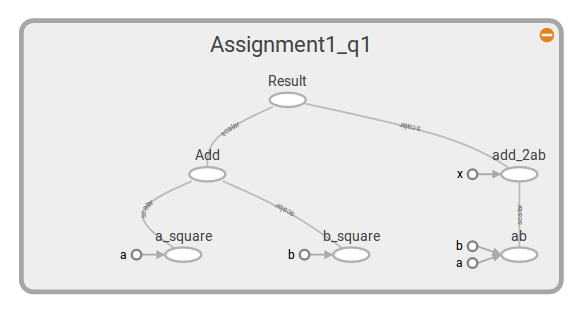 Assignment1_q1
Result
scalar
scalar
Add
add_2ab
x
scalar
scalar
scalar
a_square
b_square
ab
a
b
b
a